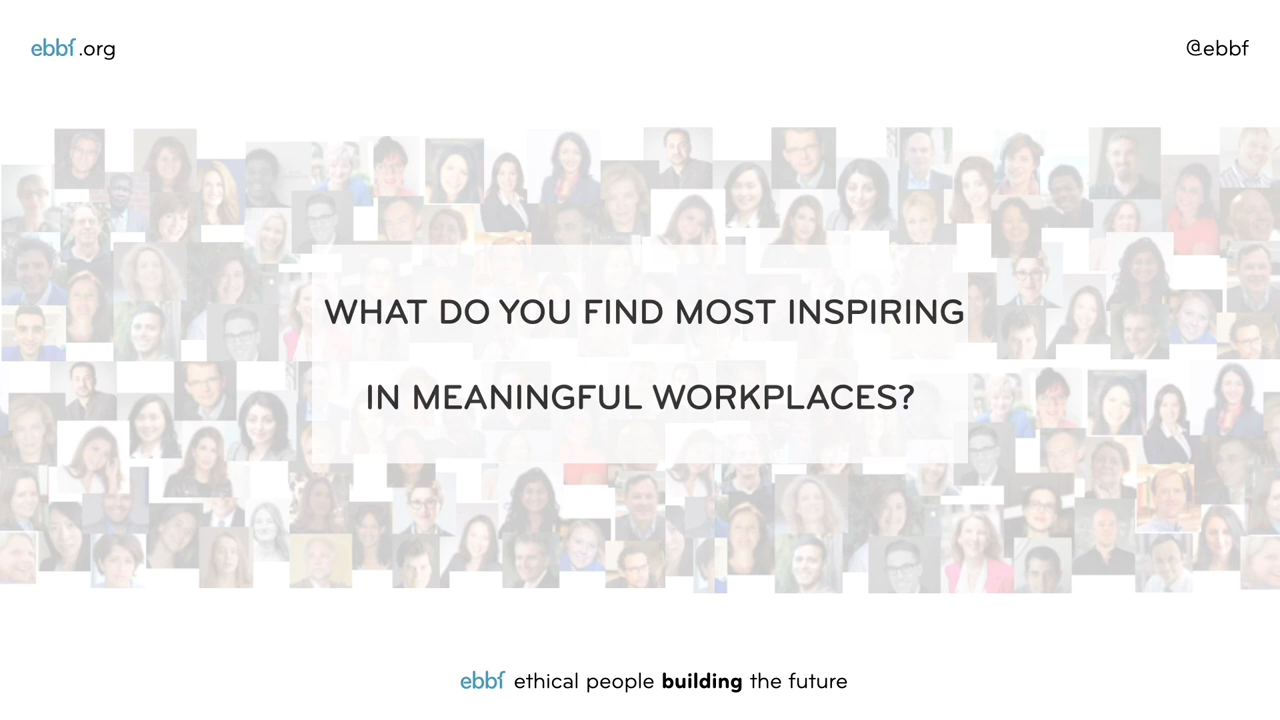 ebbf.org
@ebbf
WHAT DO YOU FIND MOST INSPIRING
IN MEANINGFUL WORKPLACES?
ebbf ethical people building the future